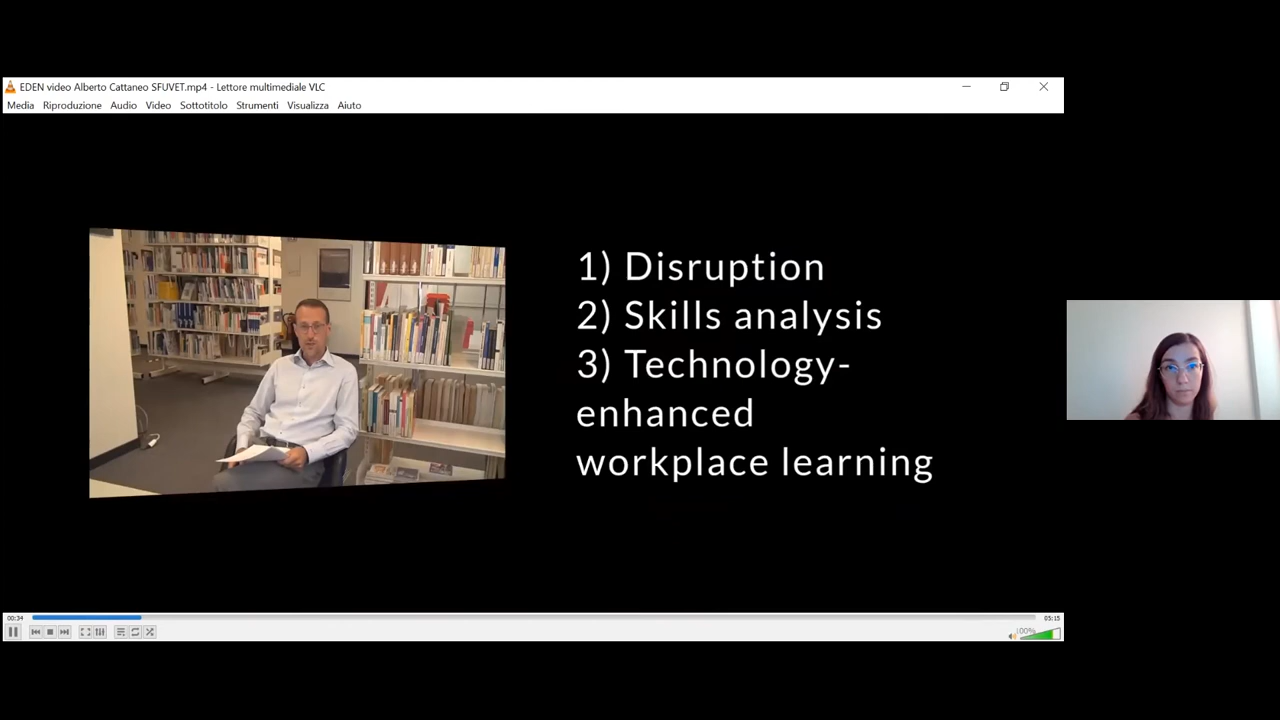 EDEN video Alberto Cattaneo SFUVET.mp4 - Lettore multimediale VLC
Media Riproduzione Audio Video Sottotitolo Strumenti Visualizza Aiuto
1) Disruption
2) Skills analysis
3) Technology-
enhanced
workplace learning
00:34
05:15
100%